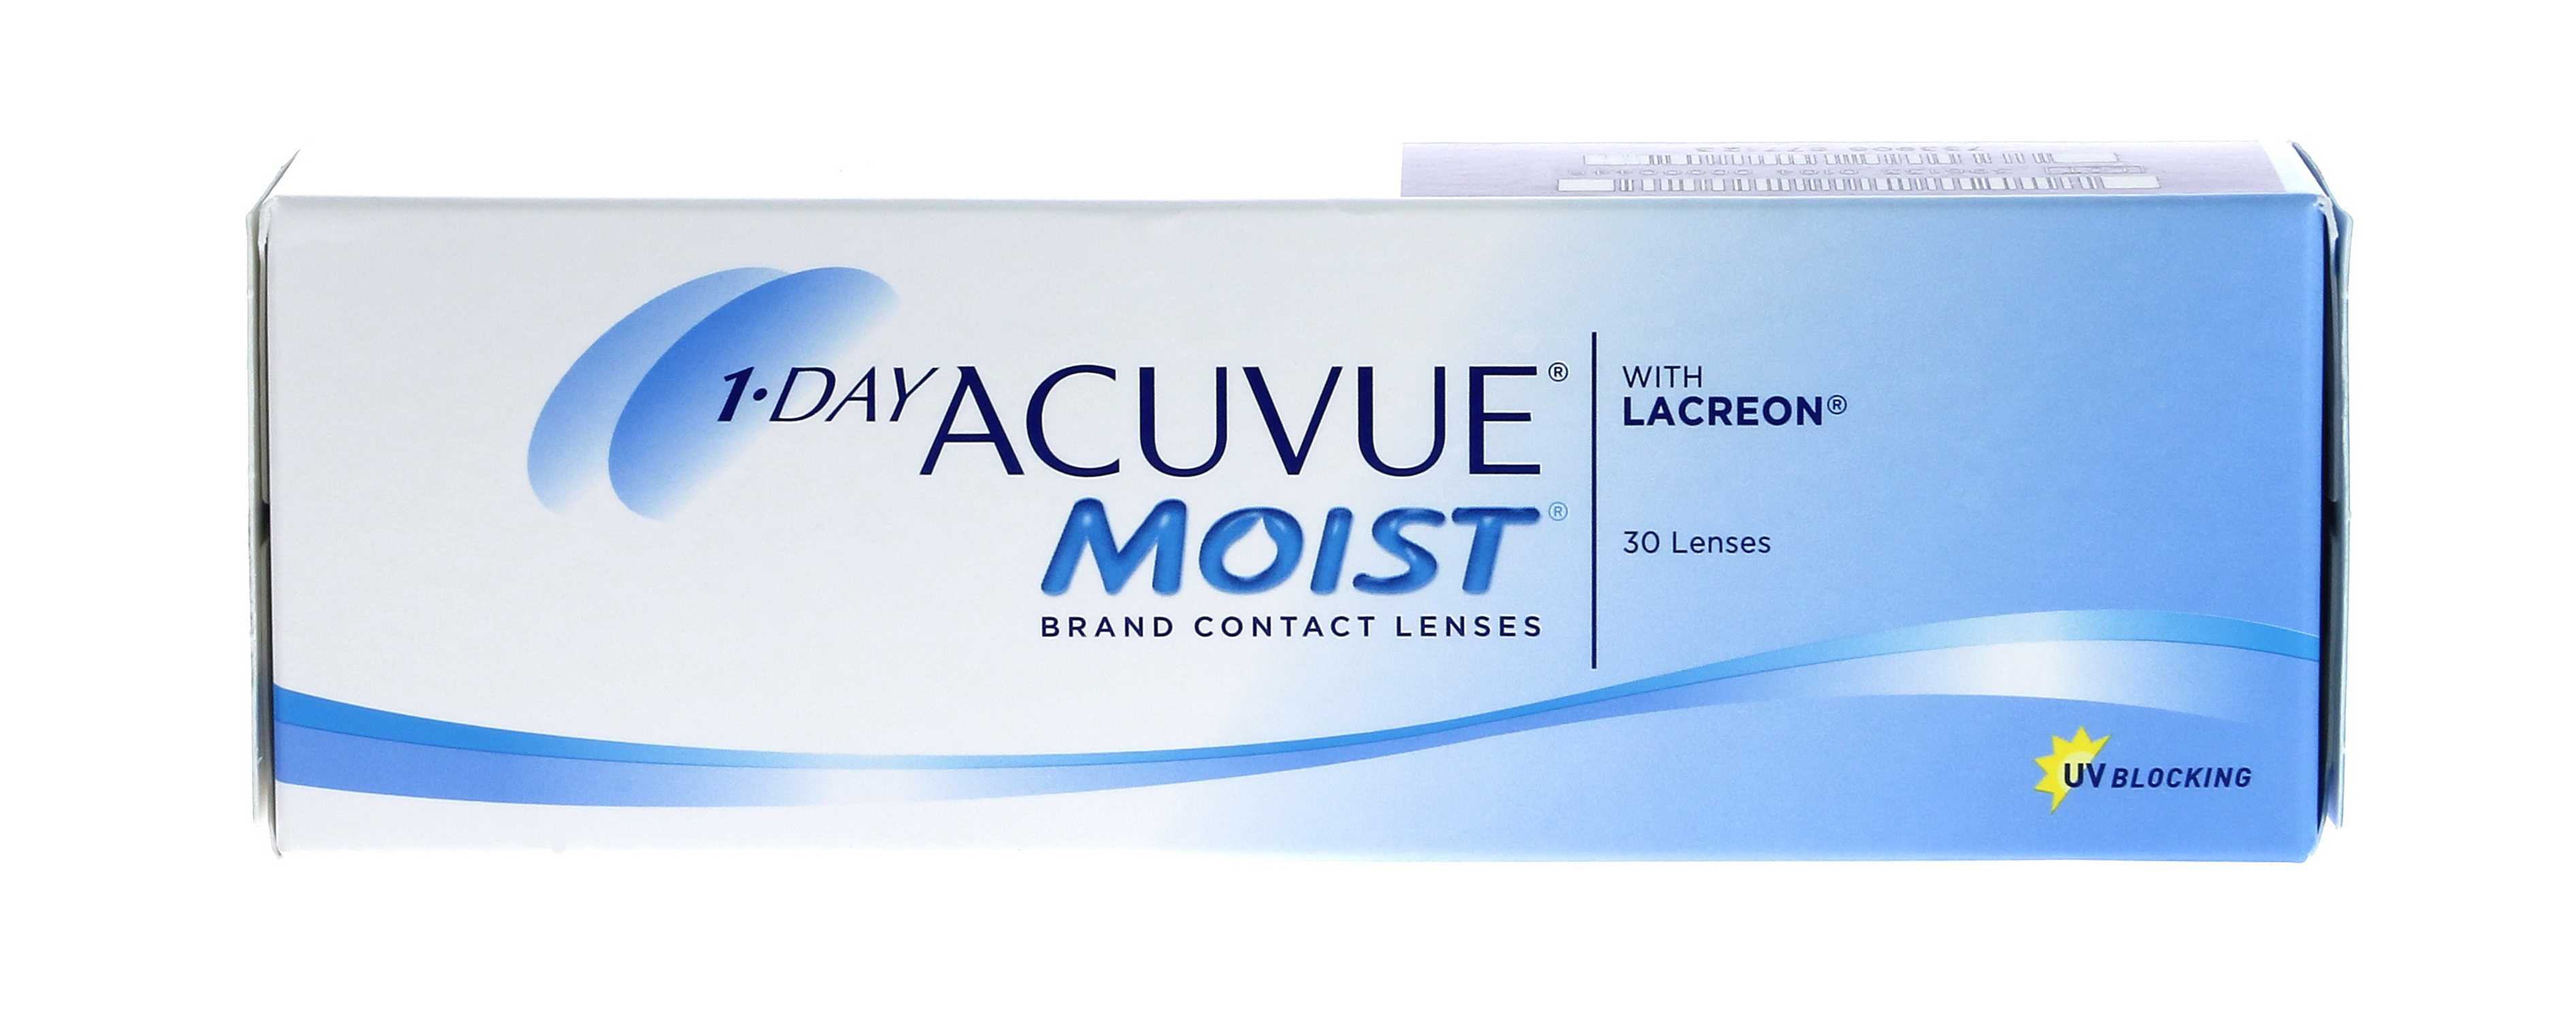 1·DAY ACUVUE®
MOIST®
BRAND CONTACT LENSES
WITH
LACREON®
30 Lenses
UV BLOCKING